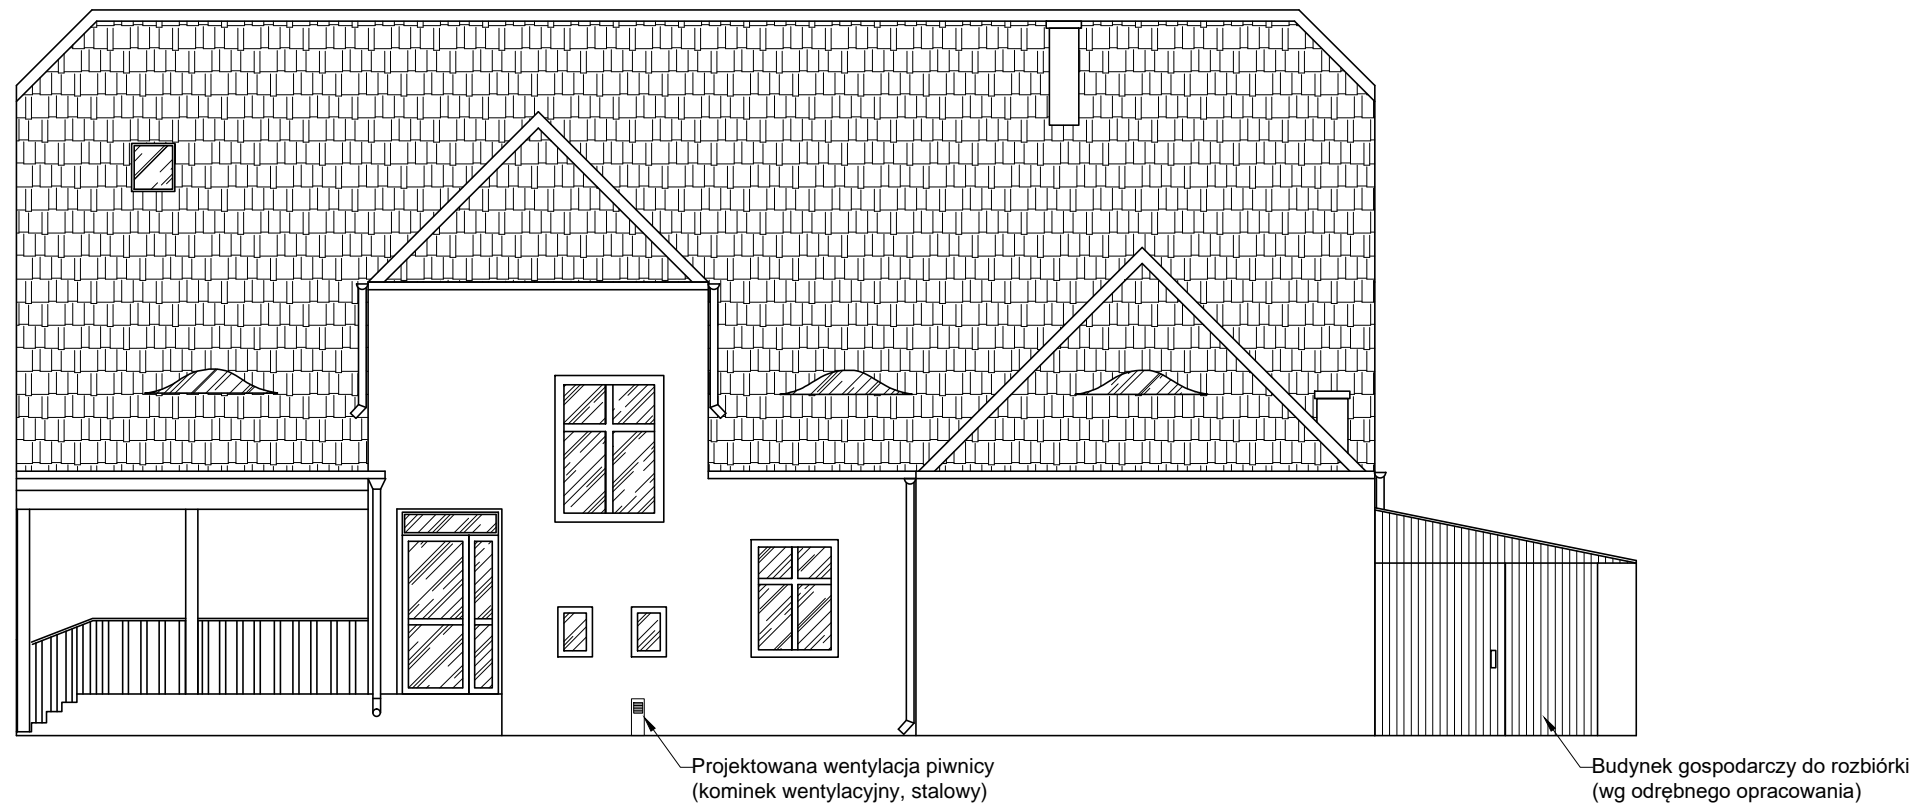 Projektowana wentylacja piwnicy
(kominek wentylacyjny, stalowy)
Budynek gospodarczy do rozbiórki
(wg odrębnego opracowania)